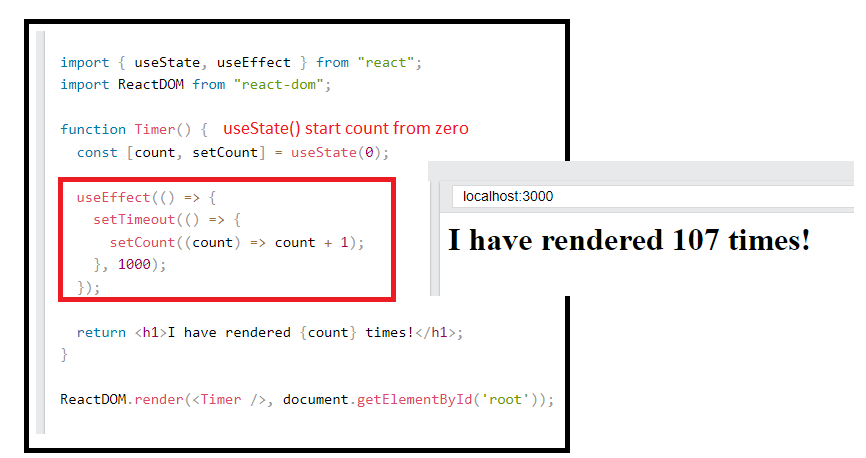 import { useState, useEffect } from "react";
import ReactDOM from "react-dom";
function Timer() { useState() start count from zero
const [count, setCount] = useState(0);
useEffect(() => {
setTimeout(() => {
setCount((count) => count + 1);
}, 1000);
});
return <h1>I have rendered {count} times!</h1>;
}
ReactDOM.render(<Timer />, document.getElementById('root'));
localhost:3000
I have rendered 107 times!